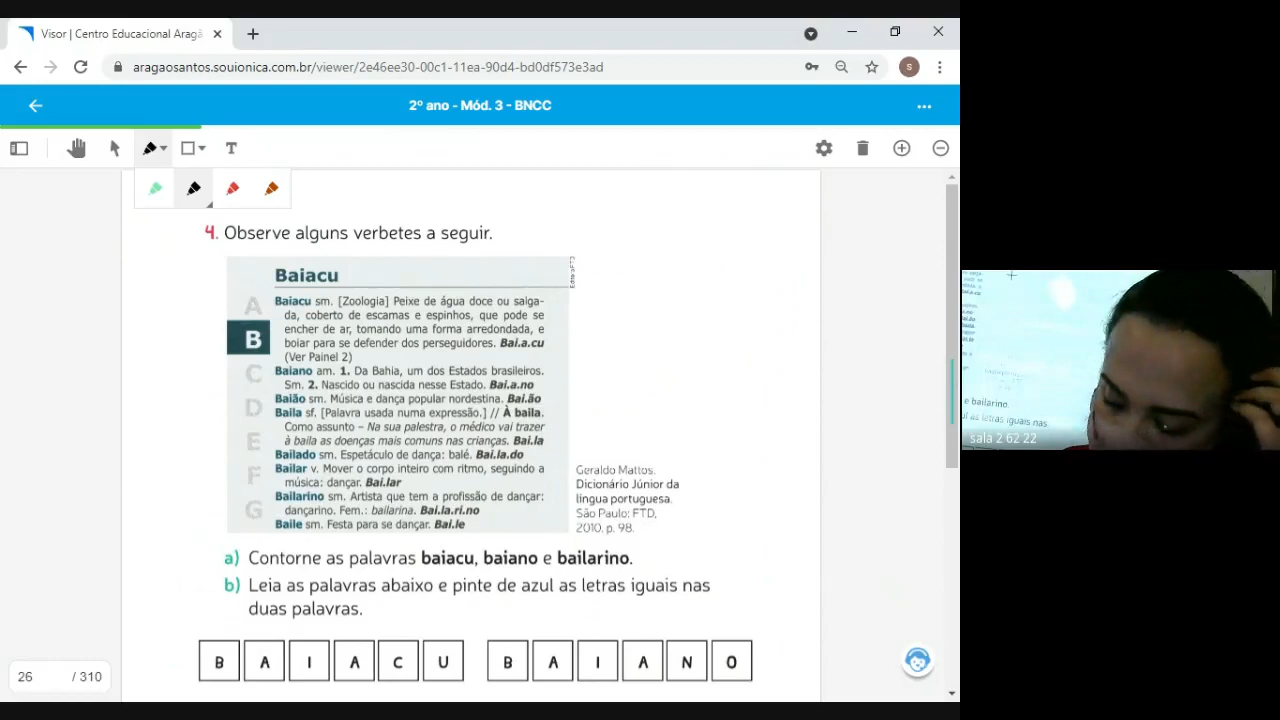 Visor | Centro Educacional Aragã
aragaosantos.souionica.com.br/viewer/2e46ee30-00c1-11ea-90d4-bd0df573e3ad
S
2º ano - Mód. 3 - BNCC
T
4. Observe alguns verbetes a seguir.
Baiacu
Editora FTD
A
B
C
D
E
F
G
Baiacu sm. [Zoologia] Peixe de água doce ou salga-
da, coberto de escamas e espinhos, que pode se
encher de ar, tomando uma forma arredondada, e
boiar para se defender dos perseguidores. Bai.a.cu
(Ver Painel 2)
Baiano am. 1. Da Bahia, um dos Estados brasileiros.
Sm. 2. Nascido ou nascida nesse Estado. Bai.a.no
Baião sm. Música e dança popular nordestina. Bai.ão
Baila sf. [Palavra usada numa expressão.] // À baila.
Como assunto – Na sua palestra, o médico vai trazer
à baila as doenças mais comuns nas crianças. Bai.la
Bailado sm. Espetáculo de dança: balé. Bai.la.do
Bailar v. Mover o corpo inteiro com ritmo, seguindo a
música: dançar. Bai.lar
Bailarino sm. Artista que tem a profissão de dançar:
dançarino. Fem.: bailarina. Bai.la.ri.no
Baile sm. Festa para se dançar. Bai.le
Geraldo Mattos.
Dicionário Júnior da
língua portuguesa.
São Paulo: FTD,
2010. p. 98.
a) Contorne as palavras baiacu, baiano e bailarino.
b) Leia as palavras abaixo e pinte de azul as letras iguais nas
duas palavras.
B A I A C U B A I A N O
26 / 310
e bailarino.
ul as letras iguais nas
sala 2 62 22